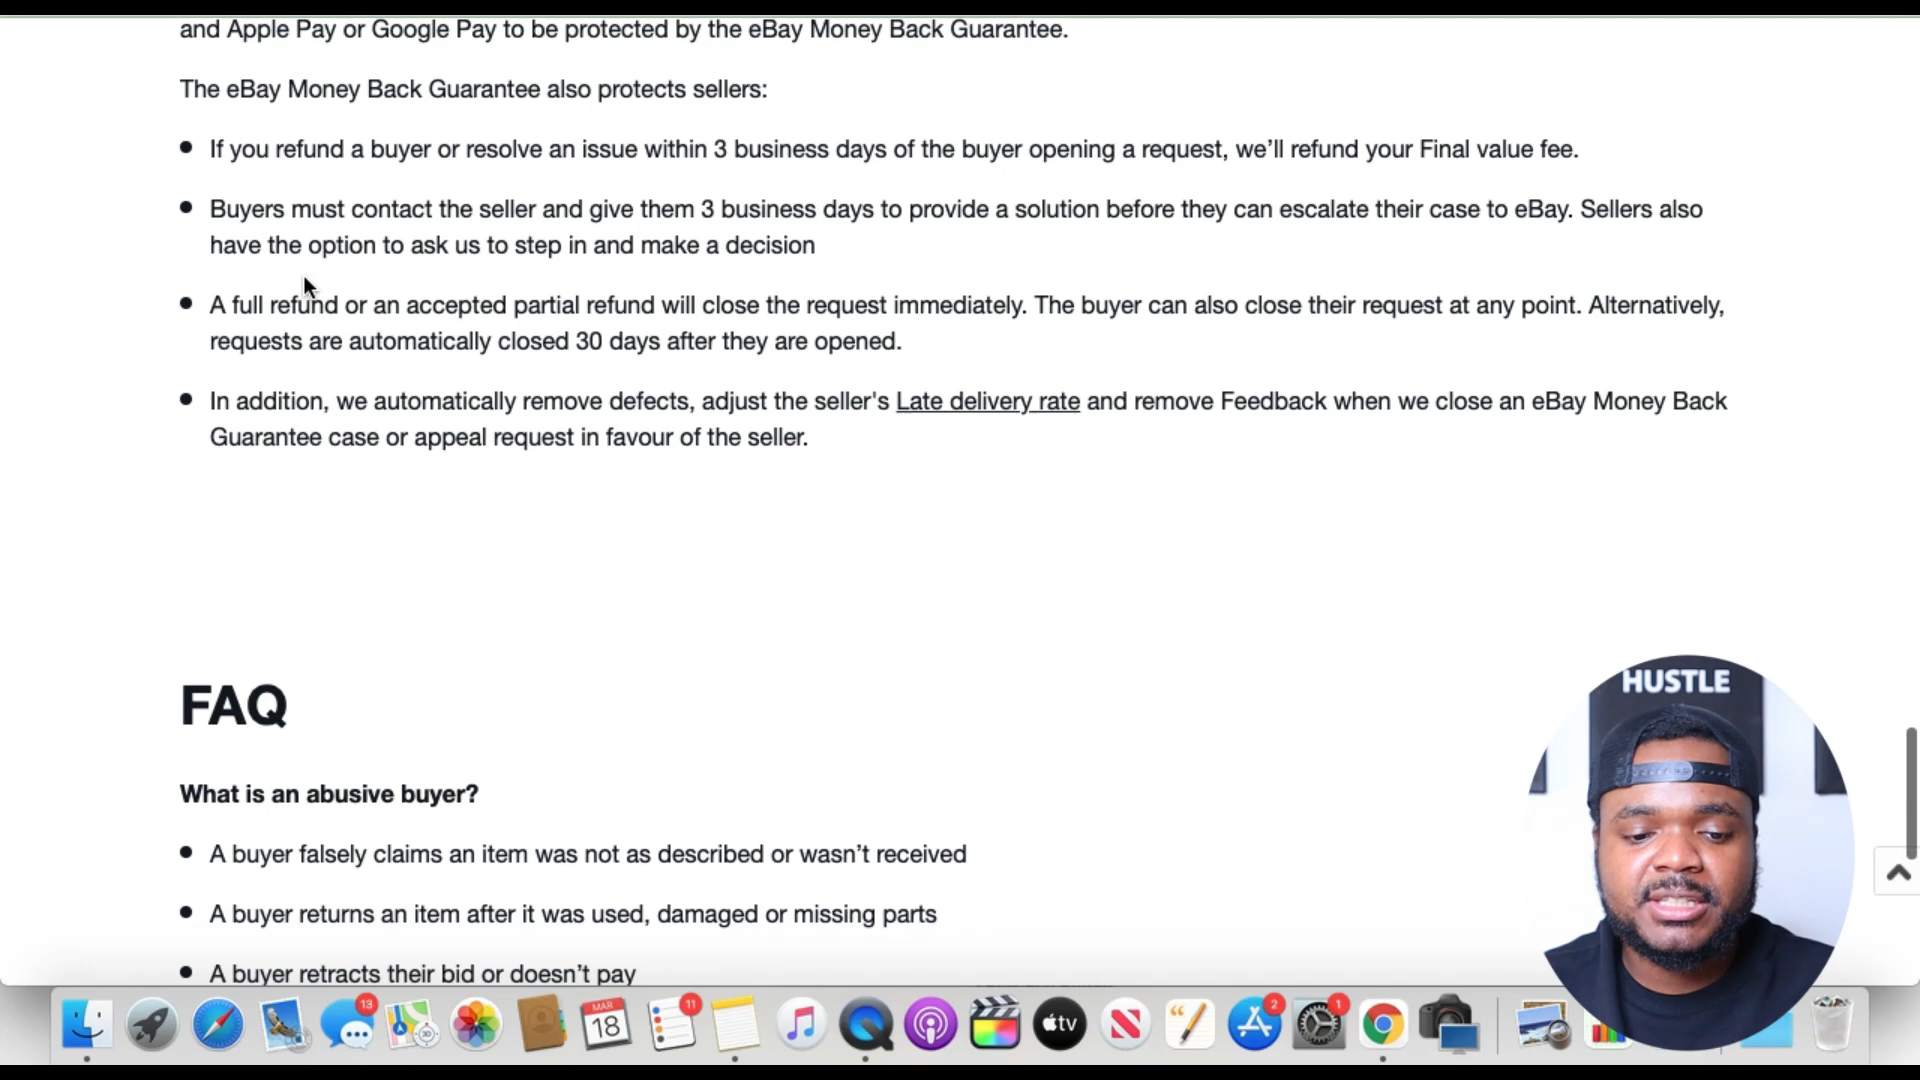 and Apple Pay or Google Pay to be protected by the eBay Money Back Guarantee.
The eBay Money Back Guarantee also protects sellers:
If you refund a buyer or resolve an issue within 3 business days of the buyer opening a request, we’ll refund your Final value fee.
Buyers must contact the seller and give them 3 business days to provide a solution before they can escalate their case to eBay. Sellers also
have the option to ask us to step in and make a decision
A full refund or an accepted partial refund will close the request immediately. The buyer can also close their request at any point. Alternatively,
requests are automatically closed 30 days after they are opened.
In addition, we automatically remove defects, adjust the seller's Late delivery rate and remove Feedback when we close an eBay Money Back
Guarantee case or appeal request in favour of the seller.
FAQ
What is an abusive buyer?
A buyer falsely claims an item was not as described or wasn’t received
A buyer returns an item after it was used, damaged or missing parts
A buyer retracts their bid or doesn’t pay
HUSTLE
13
MAR
18
11
tv
2
1